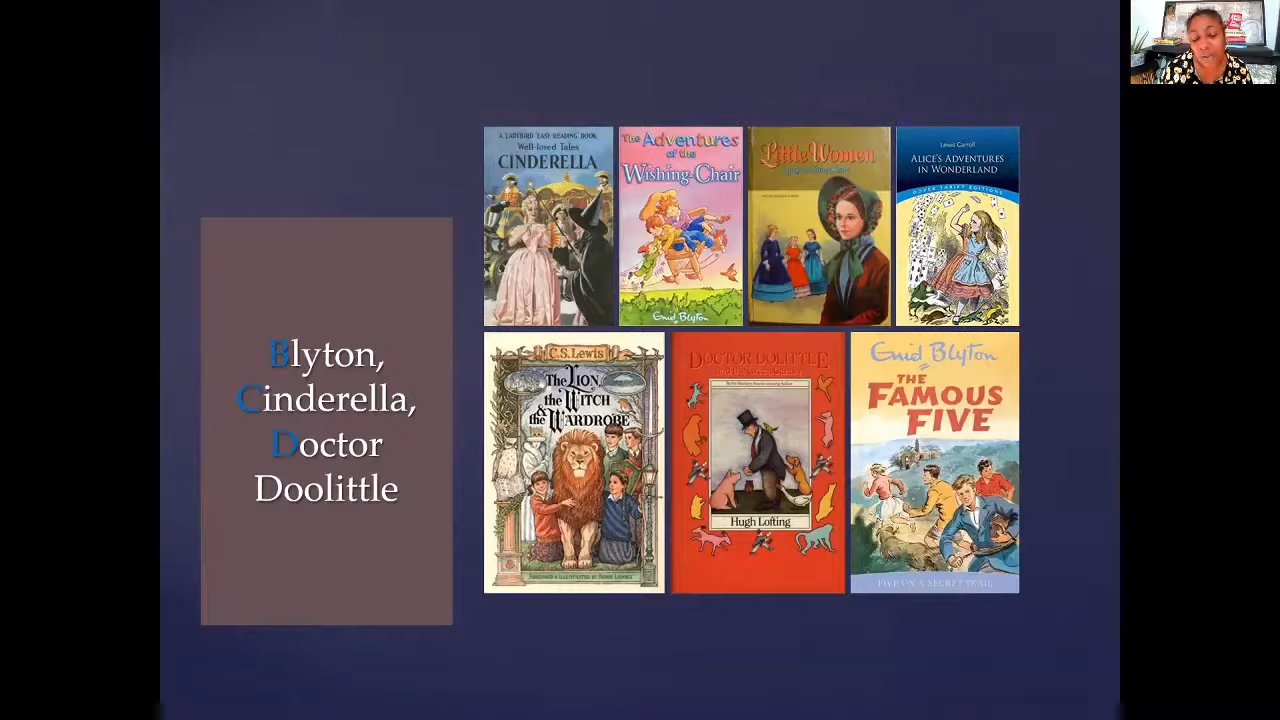 Blyton,
Cinderella,
Doctor
Doolittle
A LADYBIRD 'EASY-READING' BOOK
Well-loved Tales
CINDERELLA
The Adventures
of the
Wishing-Chair
Enid Blyton
Little Women
Lewis Carroll
ALICE'S ADVENTURES
IN WONDERLAND
DOVER THRIFT EDITIONS
C.S. Lewis
The Lion,
the Witch
& the Wardrobe
DOCTOR DOLITTLE
Hugh Lofting
Enid Blyton
THE
FAMOUS
FIVE
FIVE ON A SECRET TRAIL